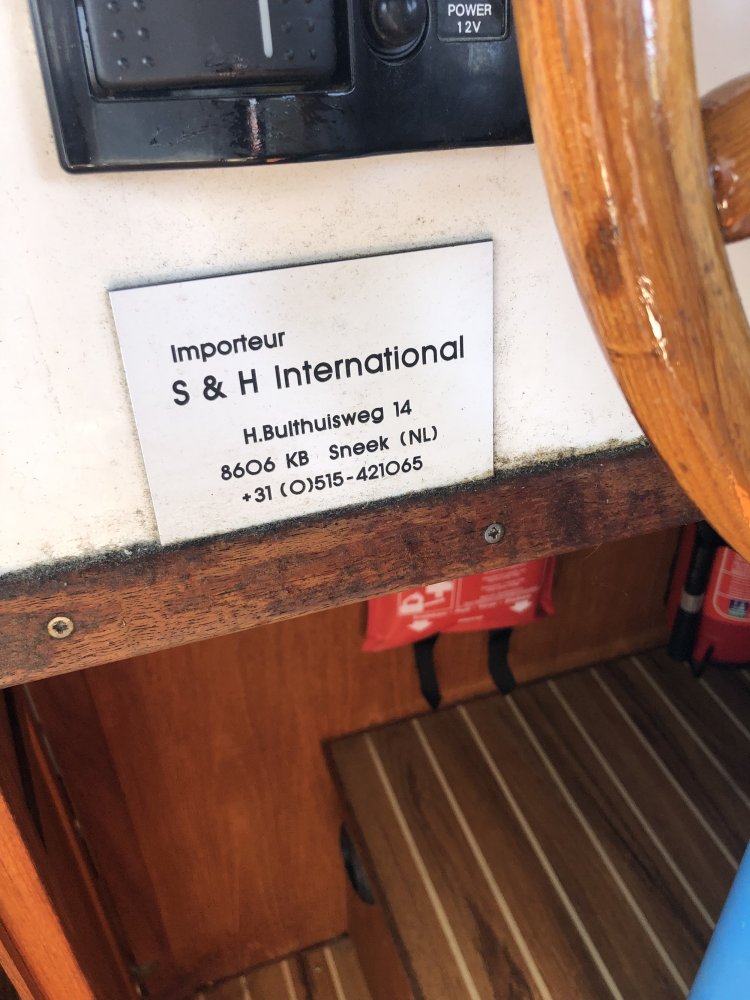 POWER
12V
Importeur
S & H International
H.Bulthuisweg 14
8606 KB Sneek (NL)
+31 (0)515-421065